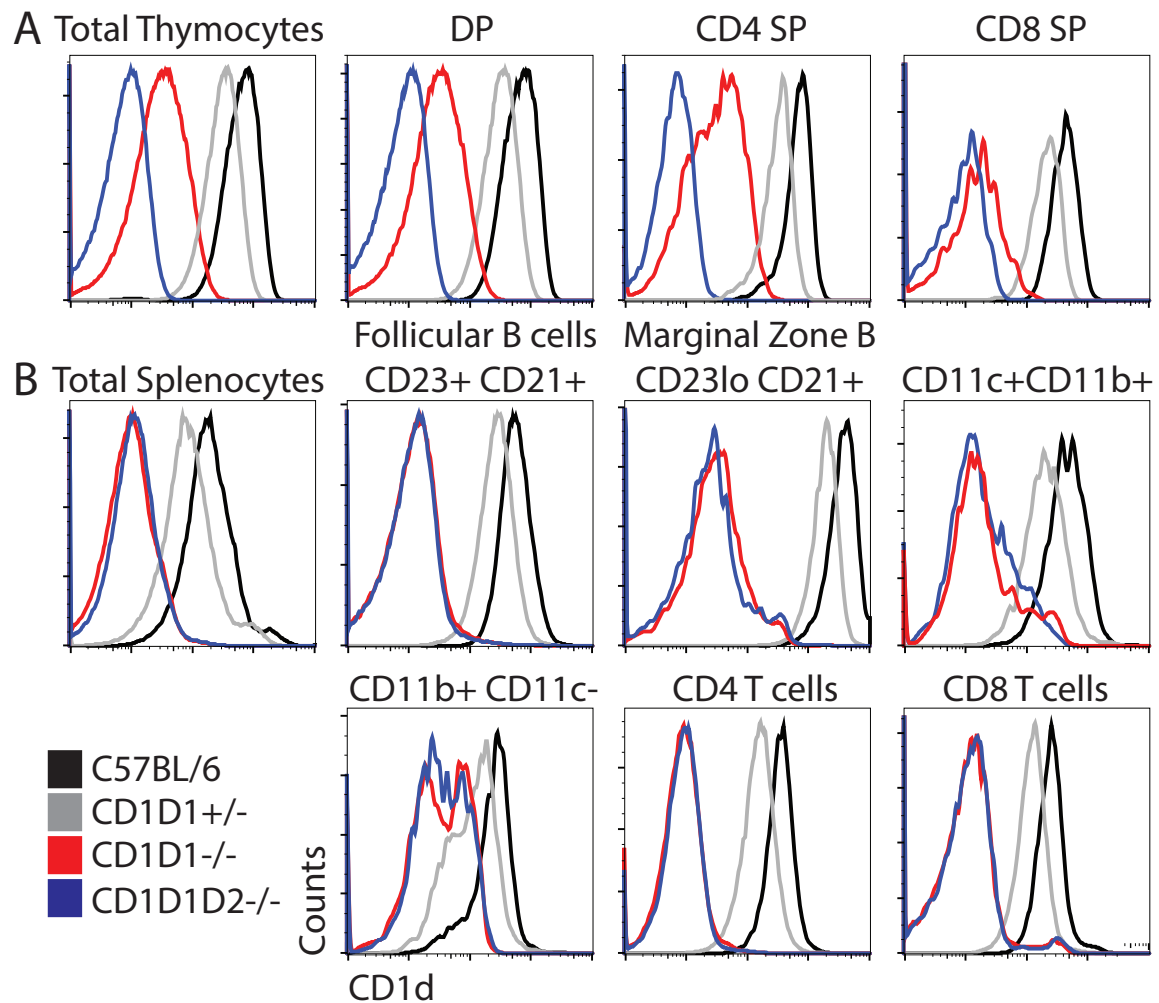 A Total Thymocytes DP CD4 SP CD8 SP
Follicular B cells Marginal Zone B
B Total Splenocytes CD23+ CD21+ CD23lo CD21+ CD11c+CD11b+
CD11b+ CD11c- CD4 T cells CD8 T cells
C57BL/6
CD1D1+/-
CD1D1-/-
CD1D1D2-/-
Counts
CD1d